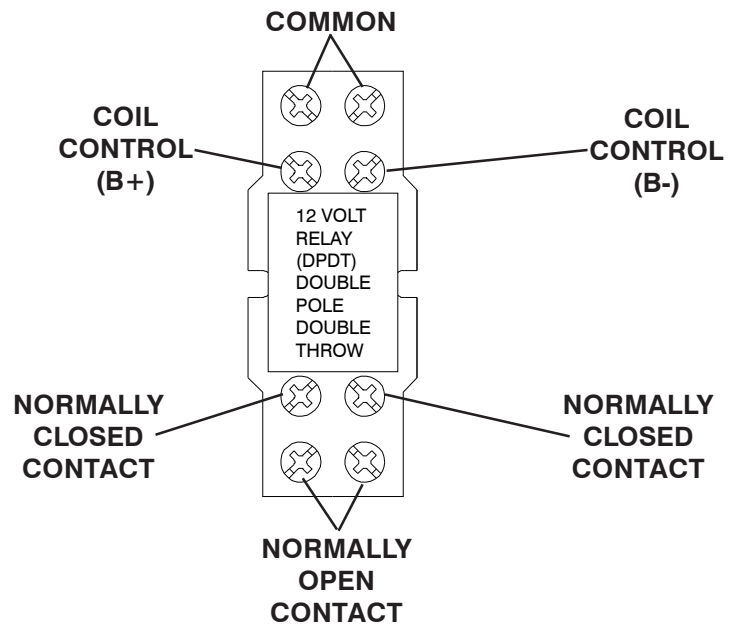 COMMON
COIL
CONTROL
(B+)
COIL
CONTROL
(B-)
12 VOLT
RELAY
(DPDT)
DOUBLE
POLE
DOUBLE
THROW
NORMALLY
CLOSED
CONTACT
NORMALLY
CLOSED
CONTACT
NORMALLY
OPEN
CONTACT